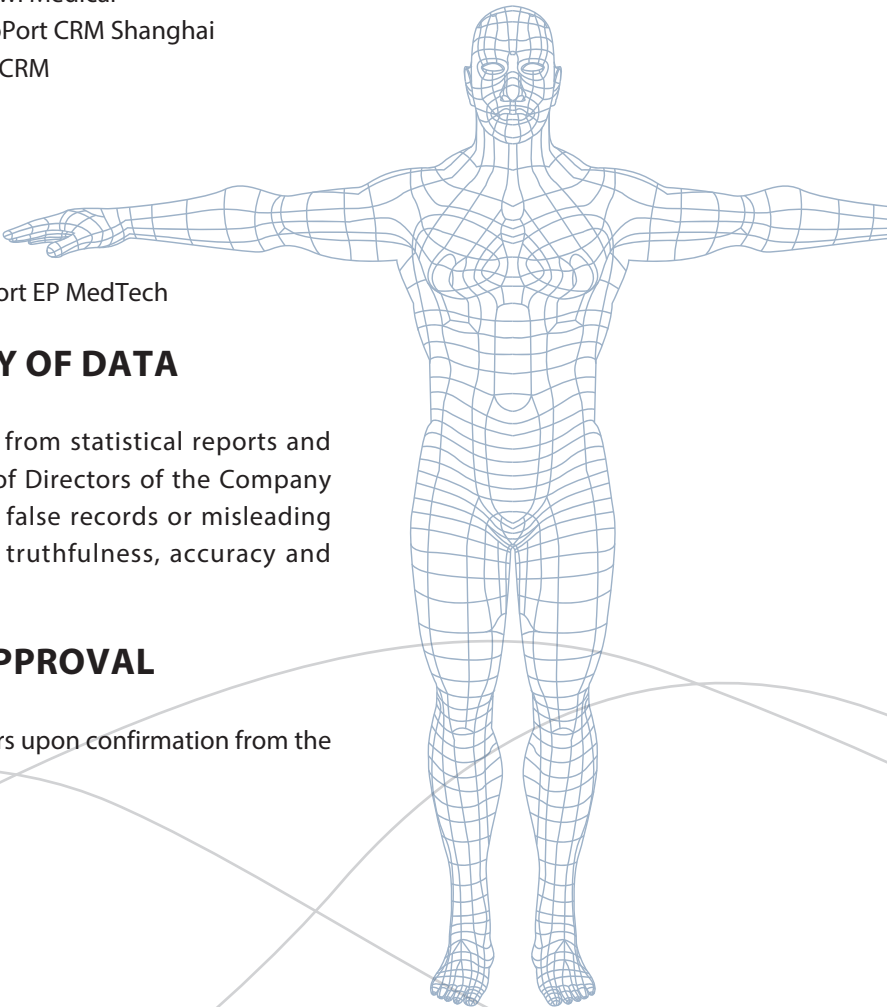 Medical
Port CRM Shanghai
CRM
ort EP MedTech
Y OF DATA
from statistical reports and
of Directors of the Company
false records or misleading
truthfulness, accuracy and
PPROVAL
rs upon confirmation from the